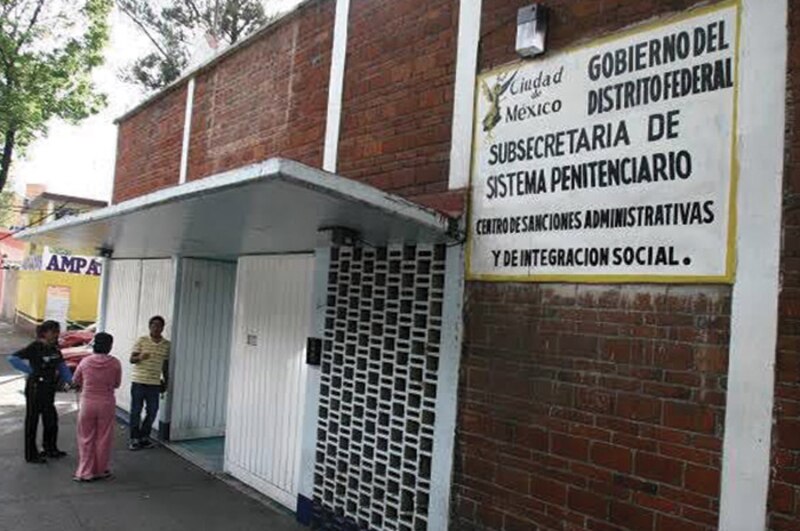 Ciudad
de
México
GOBIERNO DEL
DISTRITO FEDERAL
SUBSECRETARIA DE
SISTEMA PENITENCIARIO
CENTRO DE SANCIONES ADMINISTRATIVAS
Y DE INTEGRACION SOCIAL.
AMPA